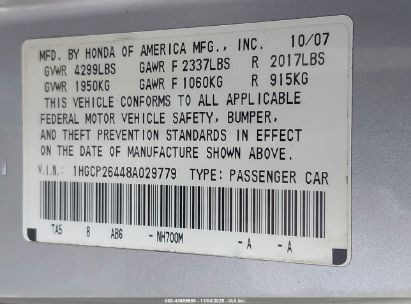 MFD. BY HONDA OF AMERICA MFG., INC. 10/07
GVWR 4299LBS GAWR F 2337LBS R 2017LBS
GVWR 1950KG GAWR F 1060KG R 915KG
THIS VEHICLE CONFORMS TO ALL APPLICABLE
FEDERAL MOTOR VEHICLE SAFETY, BUMPER,
AND THEFT PREVENTION STANDARDS IN EFFECT
ON THE DATE OF MANUFACTURE SHOWN ABOVE.
V.I.N.: 1HGCP26448A029779 TYPE: PASSENGER CAR
TA5 B AB6 - NH700M - A - A